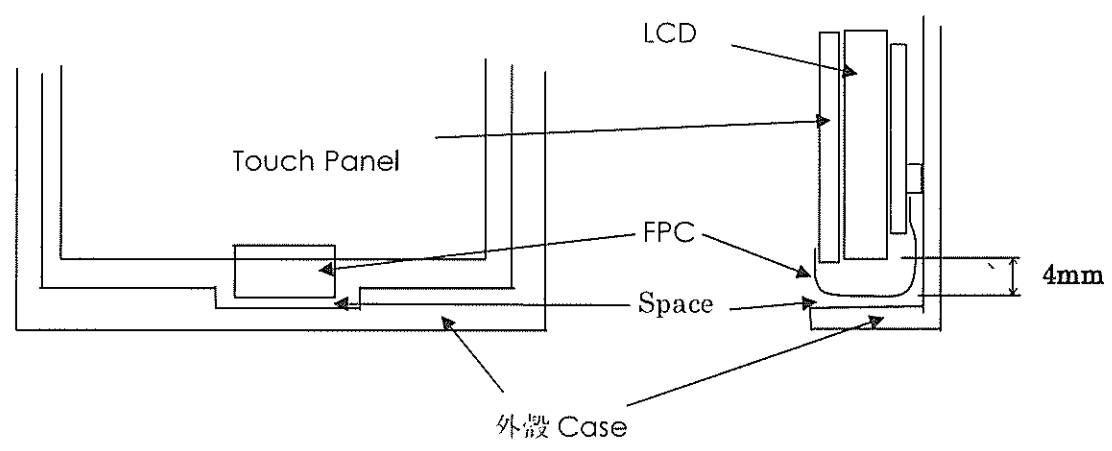 LCD
Touch Panel
FPC
4mm
Space
外殼 Case